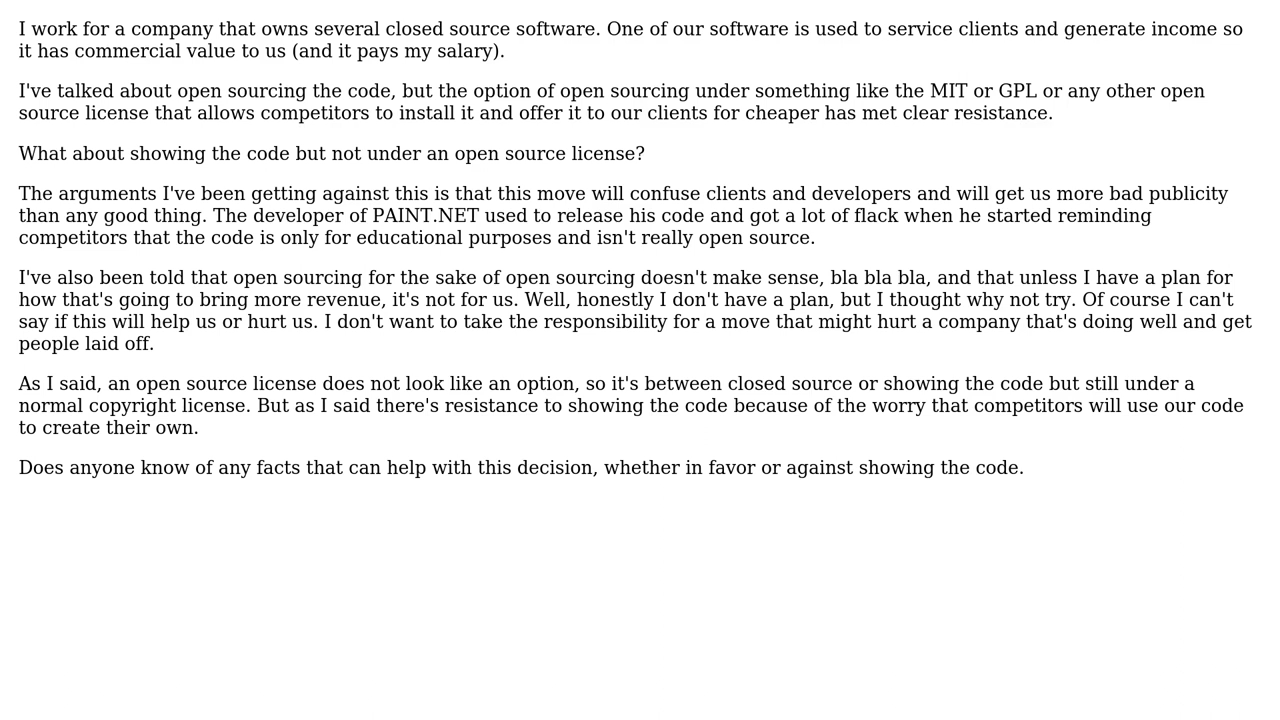 I work for a company that owns several closed source software. One of our software is used to service clients and generate income so
it has commercial value to us (and it pays my salary).
I've talked about open sourcing the code, but the option of open sourcing under something like the MIT or GPL or any other open
source license that allows competitors to install it and offer it to our clients for cheaper has met clear resistance.
What about showing the code but not under an open source license?
The arguments I've been getting against this is that this move will confuse clients and developers and will get us more bad publicity
than any good thing. The developer of PAINT.NET used to release his code and got a lot of flack when he started reminding
competitors that the code is only for educational purposes and isn't really open source.
I've also been told that open sourcing for the sake of open sourcing doesn't make sense, bla bla bla, and that unless I have a plan for
how that's going to bring more revenue, it's not for us. Well, honestly I don't have a plan, but I thought why not try. Of course I can't
say if this will help us or hurt us. I don't want to take the responsibility for a move that might hurt a company that's doing well and get
people laid off.
As I said, an open source license does not look like an option, so it's between closed source or showing the code but still under a
normal copyright license. But as I said there's resistance to showing the code because of the worry that competitors will use our code
to create their own.
Does anyone know of any facts that can help with this decision, whether in favor or against showing the code.